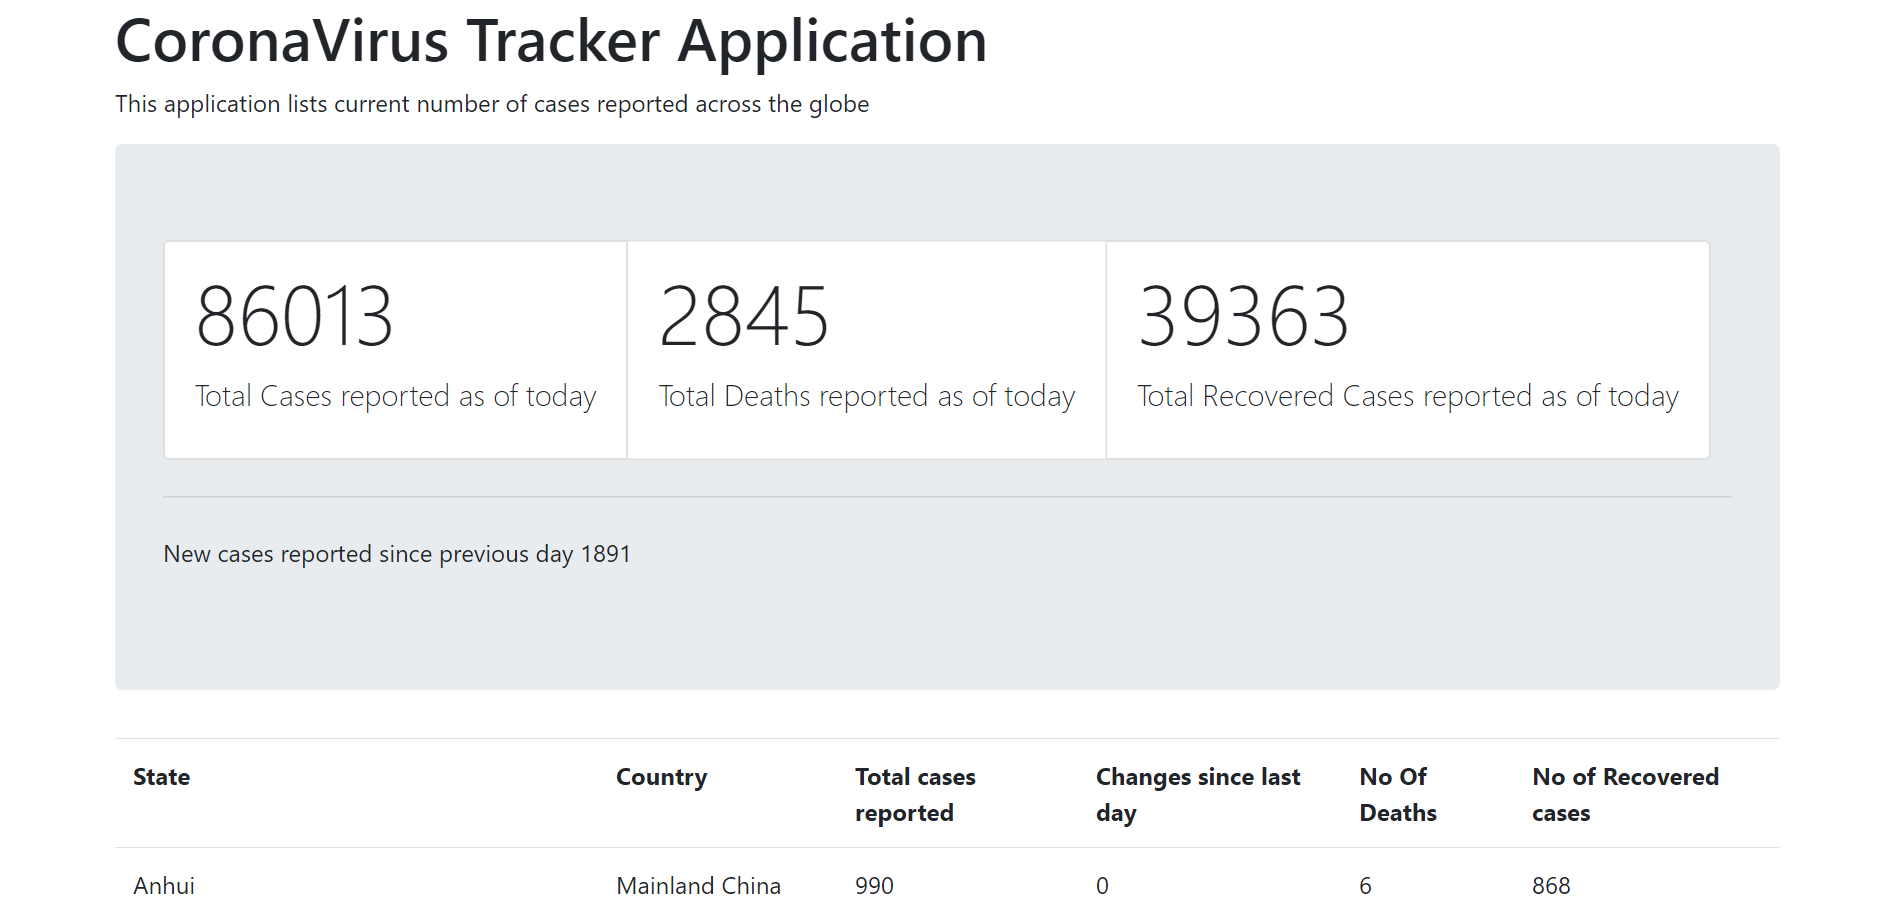 CoronaVirus Tracker Application
This application lists current number of cases reported across the globe
86013
Total Cases reported as of today
2845
Total Deaths reported as of today
39363
Total Recovered Cases reported as of today
New cases reported since previous day 1891
State Country Total cases reported Changes since last day No Of Deaths No of Recovered cases
Anhui Mainland China 990 0 6 868